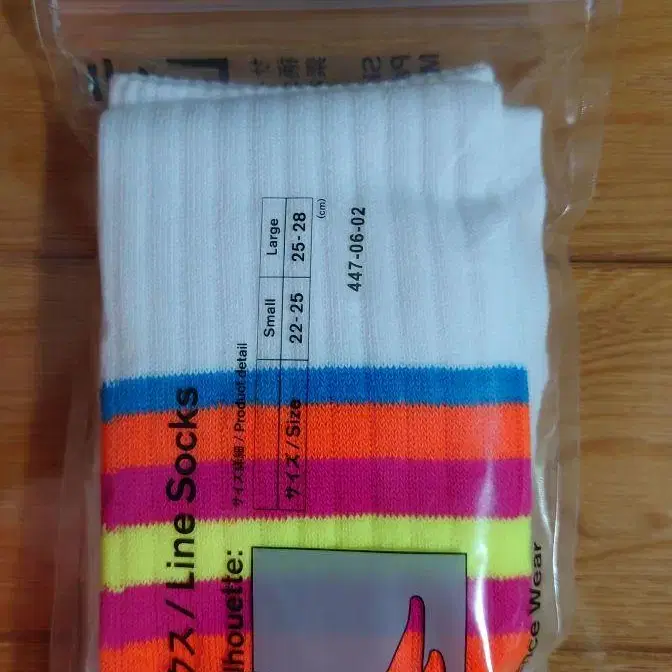 クス / Line Socks
lhouette:
サイズ詳細 / Product detail
Small Large
サイズ / Size 22-25 25-28
(cm)
447-06-02
nce Wear